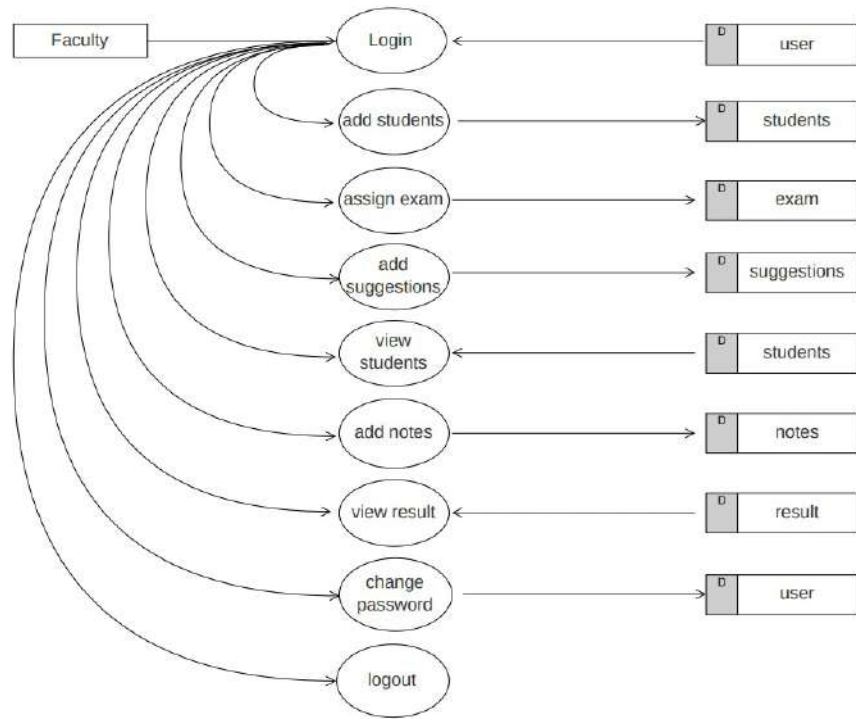 Faculty
Login
D
user
add students
D
students
assign exam
D
exam
add
suggestions
D
suggestions
view
students
D
students
add notes
D
notes
view result
D
result
change
password
D
user
logout